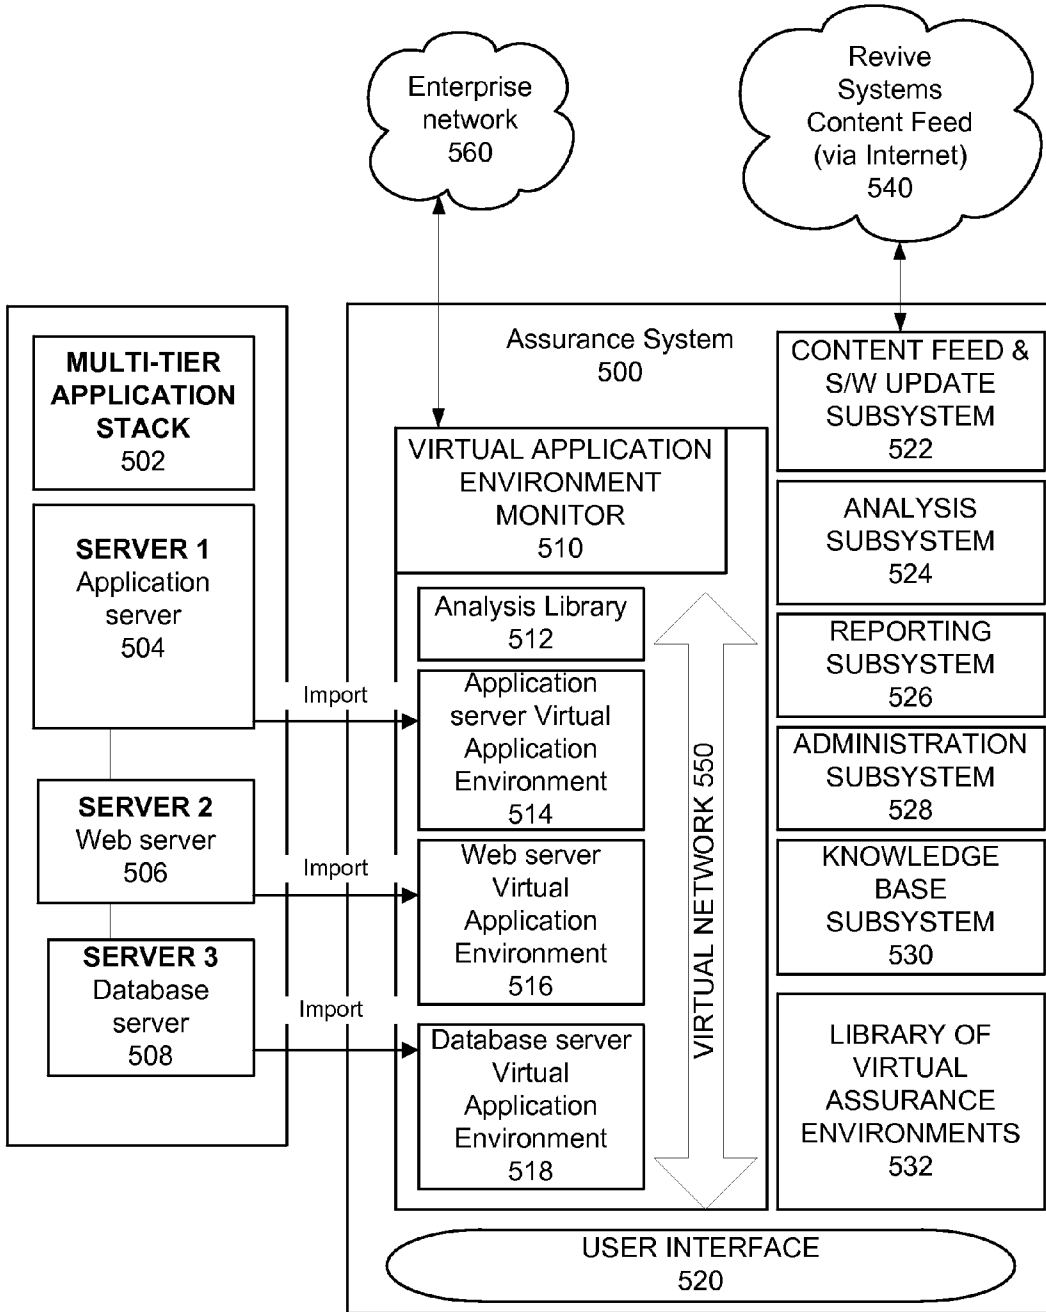 Enterprise
network
560
Revive
Systems
Content Feed
(via Internet)
540
MULTI-TIER
APPLICATION
STACK
502
SERVER 1
Application
server
504
SERVER 2
Web server
506
SERVER 3
Database
server
508
Import
Import
Import
Assurance System
500
VIRTUAL APPLICATION
ENVIRONMENT
MONITOR
510
Analysis Library
512
Application
server Virtual
Application
Environment
514
Web server
Virtual
Application
Environment
516
Database server
Virtual
Application
Environment
518
VIRTUAL NETWORK 550
CONTENT FEED &
S/W UPDATE
SUBSYSTEM
522
ANALYSIS
SUBSYSTEM
524
REPORTING
SUBSYSTEM
526
ADMINISTRATION
SUBSYSTEM
528
KNOWLEDGE
BASE
SUBSYSTEM
530
LIBRARY OF
VIRTUAL
ASSURANCE
ENVIRONMENTS
532
USER INTERFACE
520